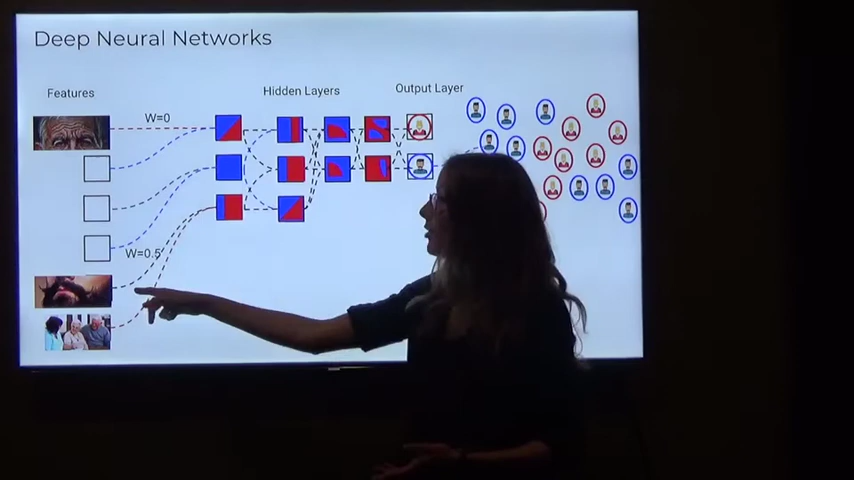 Deep Neural Networks
Features
Hidden Layers
Output Layer
W=0
W=0.5